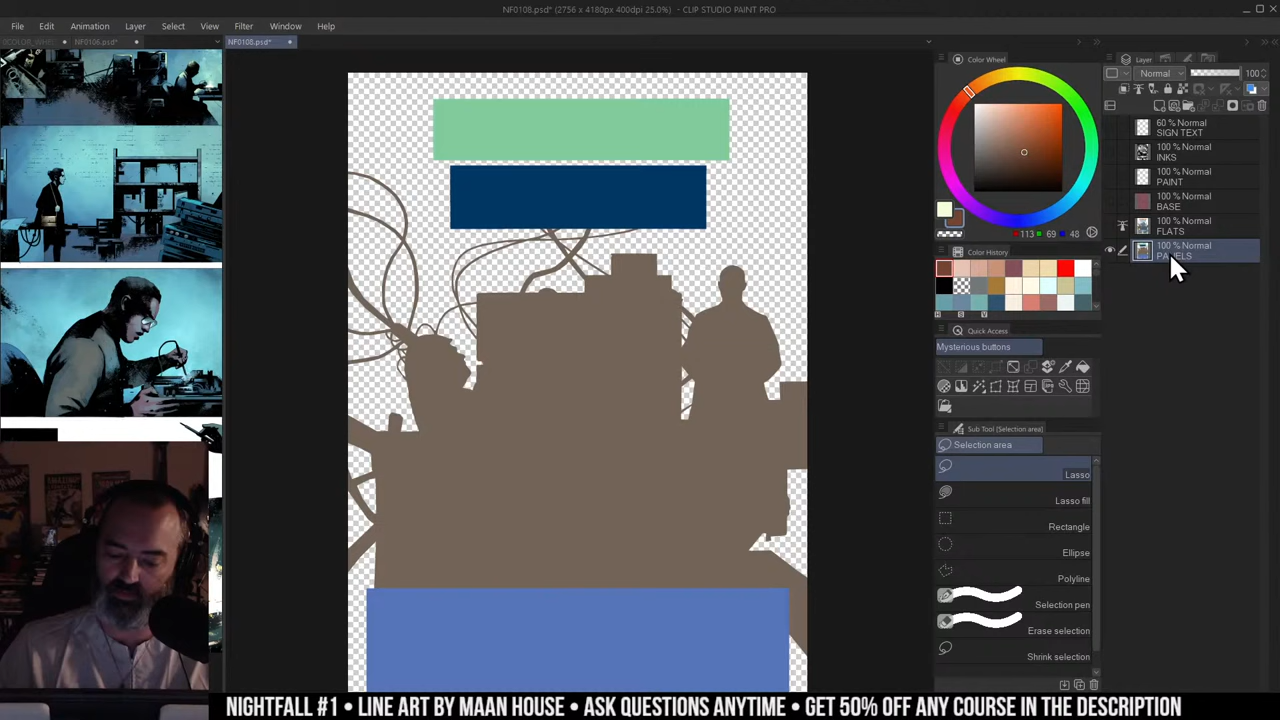 NF0108.psd* (2756 x 4180px 400dpi 25.0%) - CLIP STUDIO PAINT PRO
File Edit Animation Layer Select View Filter Window Help
NF0106.psd* NF0108.psd*
Color Wheel
113 69 48
Color History
Quick Access
Mysterious buttons
Sub Tool [Selection area]
Selection area
Lasso
Lasso fill
Rectangle
Ellipse
Polyline
Selection pen
Erase selection
Shrink selection
Layer
Normal 100
60 % Normal
SIGN TEXT
100 % Normal
INKS
100 % Normal
PAINT
100 % Normal
BASE
100 % Normal
FLATS
100 % Normal
NIGHTFALL #1 • LINE ART BY MAAN HOUSE • ASK QUESTIONS ANYTIME • GET 50% OFF ANY COURSE IN THE DESCRIPTION